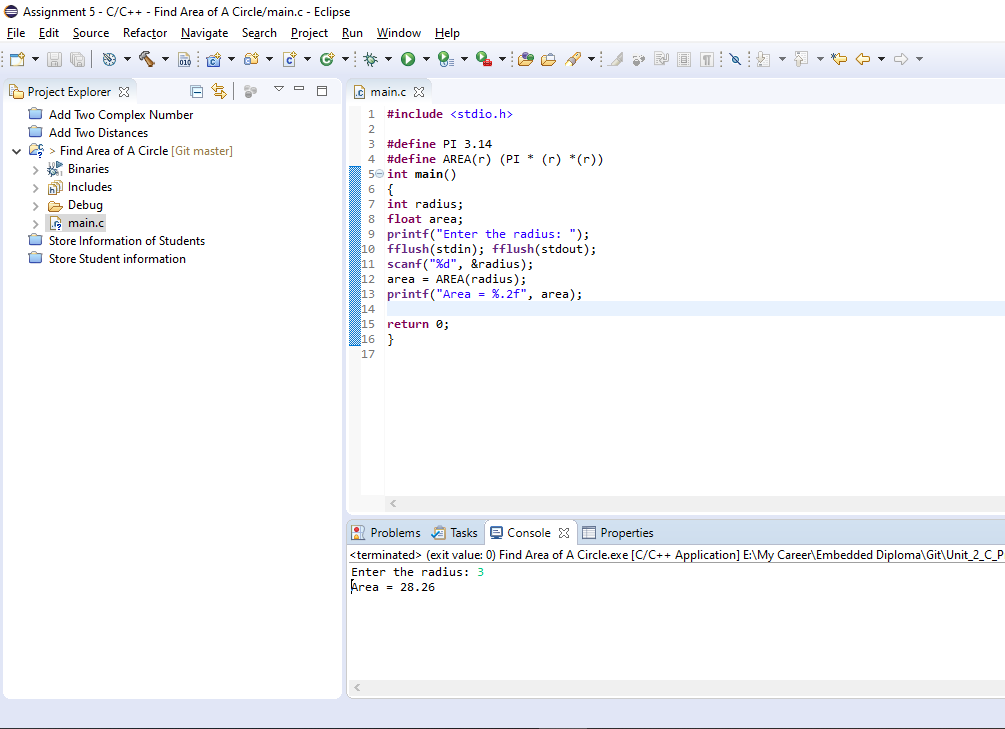 Assignment 5 - C/C++ - Find Area of A Circle/main.c - Eclipse
File Edit Source Refactor Navigate Search Project Run Window Help
Project Explorer
Add Two Complex Number
Add Two Distances
> Find Area of A Circle [Git master]
Binaries
Includes
Debug
main.c
Store Information of Students
Store Student information
main.c
1 #include <stdio.h>
2
3 #define PI 3.14
4 #define AREA(r) (PI * (r) *(r))
5 int main()
6 {
7 int radius;
8 float area;
9 printf("Enter the radius: ");
10 fflush(stdin); fflush(stdout);
11 scanf("%d", &radius);
12 area = AREA(radius);
13 printf("Area = %.2f", area);
14
15 return 0;
16 }
17
Problems Tasks Console Properties
<terminated> (exit value: 0) Find Area of A Circle.exe [C/C++ Application] E:\My Career\Embedded Diploma\Git\Unit_2_C_P
Enter the radius: 3
Area = 28.26